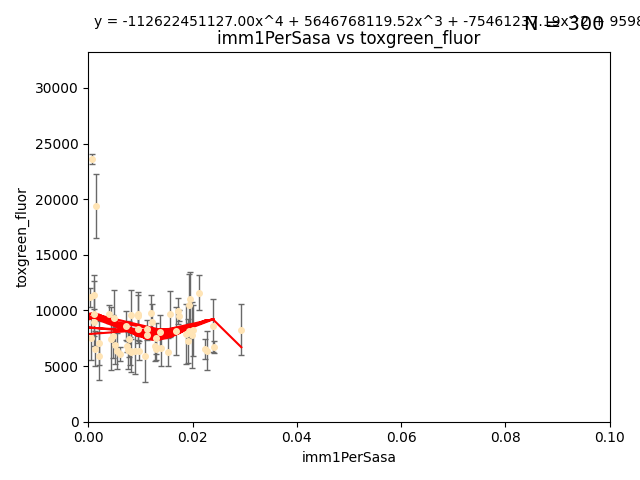 y = -112622451127.00x^4 + 5646768119.52x^3 +
N = 300
imm1PerSasa vs toxgreen_fluor
toxgreen_fluor
30000
25000
20000
15000
10000
5000
0
0.00 0.02 0.04 0.06 0.08 0.10
imm1PerSasa